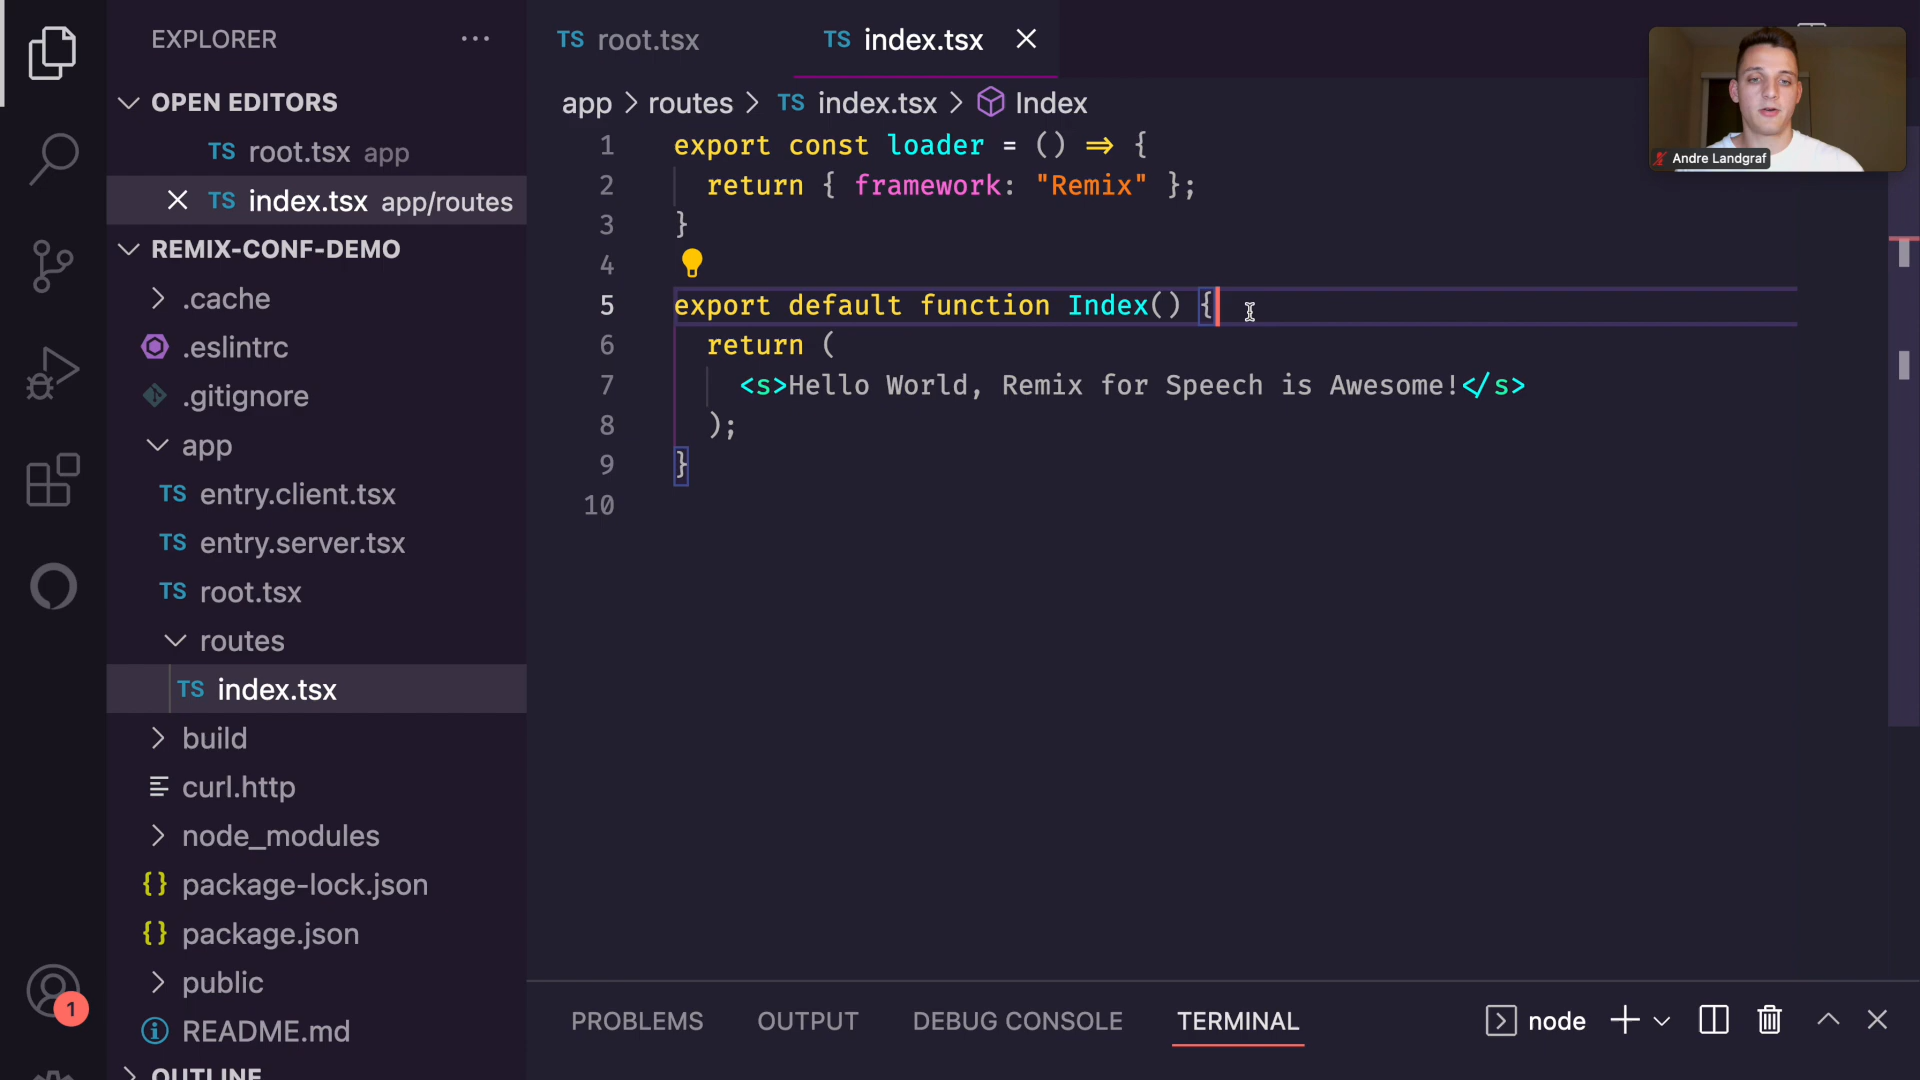 EXPLORER
OPEN EDITORS
TS root.tsx app
TS index.tsx app/routes
REMIX-CONF-DEMO
.cache
.eslintrc
.gitignore
app
TS entry.client.tsx
TS entry.server.tsx
TS root.tsx
routes
TS index.tsx
build
curl.http
node_modules
{} package-lock.json
{} package.json
public
README.md
OUTLINE
1
TS root.tsx
TS index.tsx
app > routes > TS index.tsx > Index
1 export const loader = () => {
2 return { framework: "Remix" };
3 }
4
5 export default function Index() {
6 return (
7 <s>Hello World, Remix for Speech is Awesome!</s>
8 );
9 }
10
Andre Landgraf
PROBLEMS OUTPUT DEBUG CONSOLE TERMINAL
node